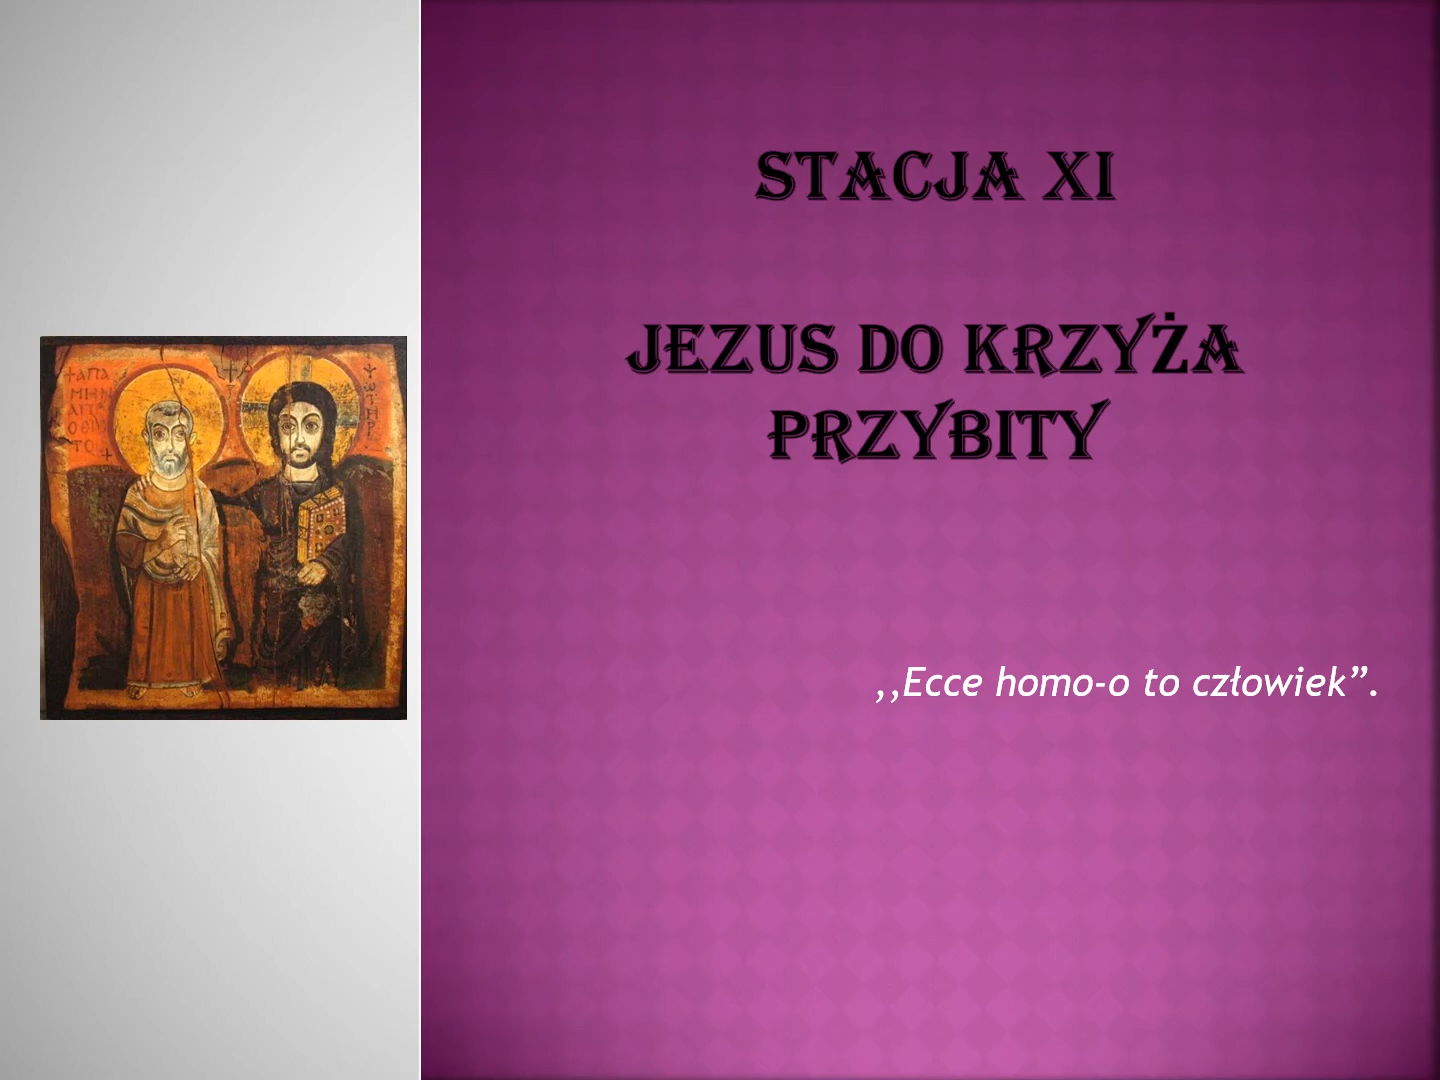 STACJA XI
JEZUS DO KRZYŻA
PRZYBITY
,,Ecce homo-o to człowiek”.